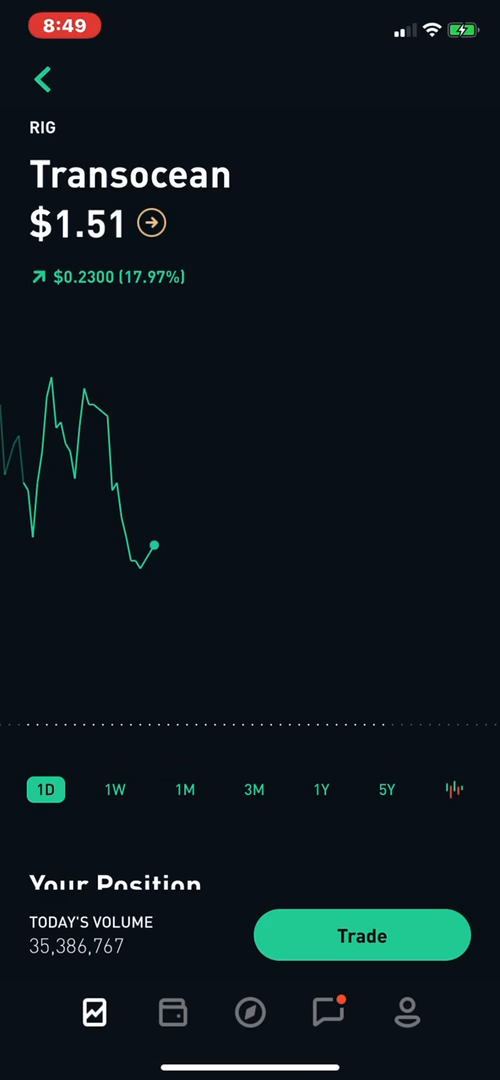 8:49
RIG
Transocean
$1.51
$0.2300 (17.97%)
1D 1W 1M 3M 1Y 5Y
Your Position
TODAY'S VOLUME
35,386,767
Trade